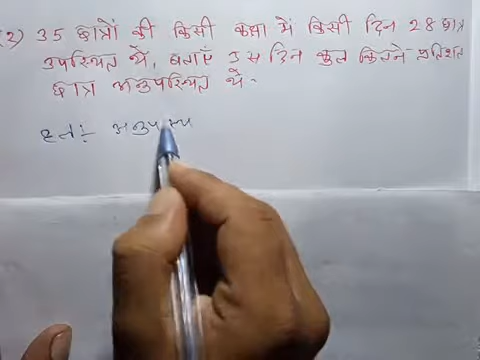 (2) 35 छात्रों की किसी कक्षा में किसी दिन 28 छात्र
उपस्थित थे, बताएँ उस दिन कुल कितने प्रतिशत
छात्र अनुपस्थित थे -
हल :- अनुपस्थ